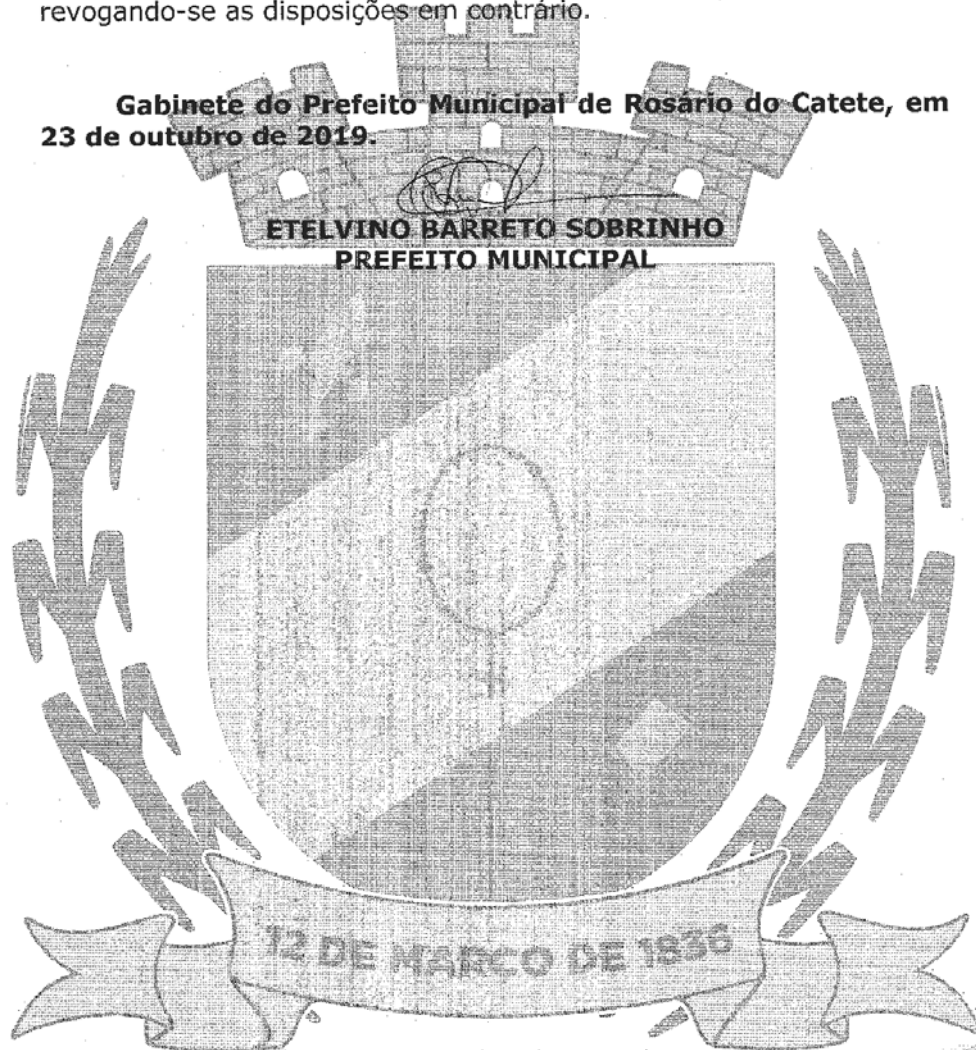 revogando-se as disposições em contrário.
Gabinete do Prefeito Municipal de Rosário do Catete, em
23 de outubro de 2019.
ETELVINO BARRETO SOBRINHO
PREFEITO MUNICIPAL
12 DE MARÇO DE 1836